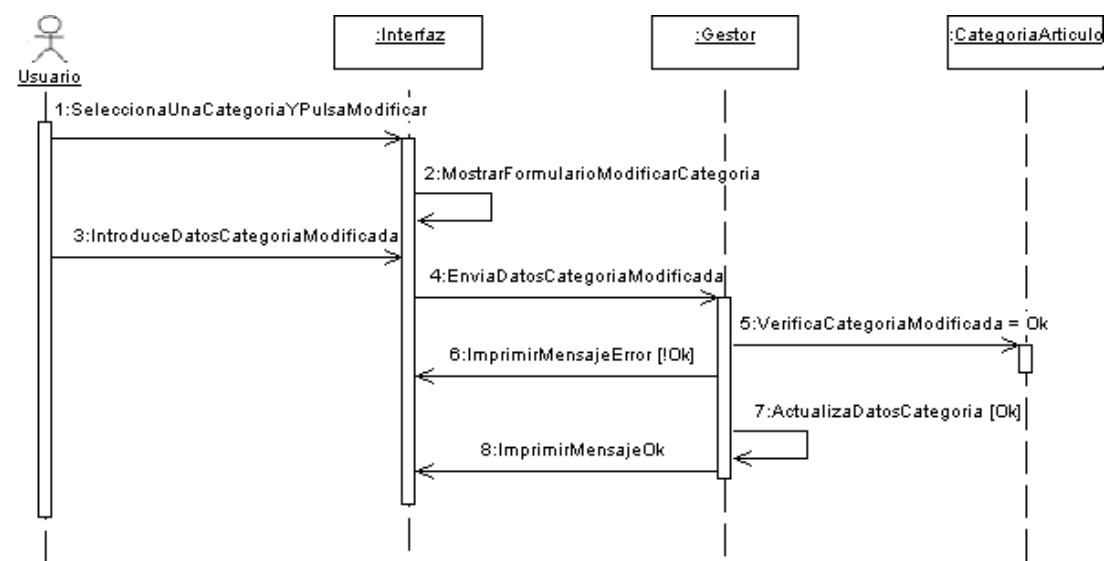 Usuario
:Interfaz
:Gestor
:CategoriaArticulo
1:SeleccionaUnaCategoriaYPulsaModificar
2:MostrarFormularioModificarCategoria
3:IntroduceDatosCategoriaModificada
4:EnviaDatosCategoriaModificada
5:VerificaCategoriaModificada = Ok
6:ImprimirMensajeError [!Ok]
7:ActualizaDatosCategoria [Ok]
8:ImprimirMensajeOk